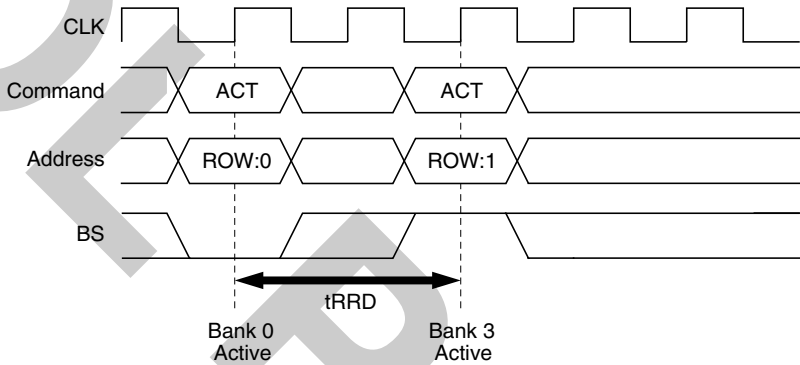 CLK
Command ACT ACT
Address ROW:0 ROW:1
BS
tRRD
Bank 0 Bank 3
Active Active